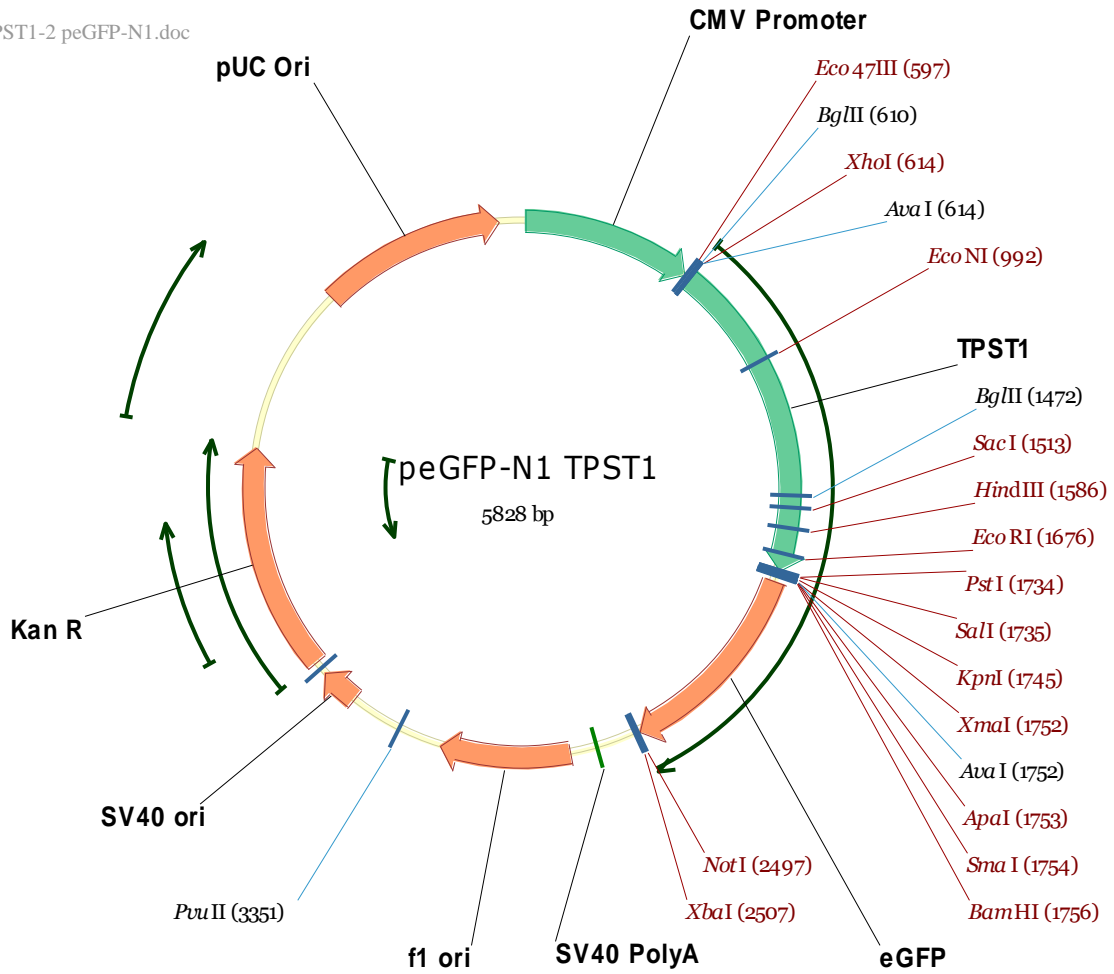 PST1-2 peGFP-N1.doc
CMV Promoter
pUC Ori
Eco47III (597)
BglII (610)
XhoI (614)
AvaI (614)
EcoNI (992)
TPST1
BglII (1472)
SacI (1513)
HindIII (1586)
EcoRI (1676)
PstI (1734)
SalI (1735)
KpnI (1745)
XmaI (1752)
AvaI (1752)
ApaI (1753)
SmaI (1754)
BamHI (1756)
peGFP-N1 TPST1
5828 bp
Kan R
SV40 ori
PvuII (3351)
NotI (2497)
XbaI (2507)
f1 ori
SV40 PolyA
eGFP